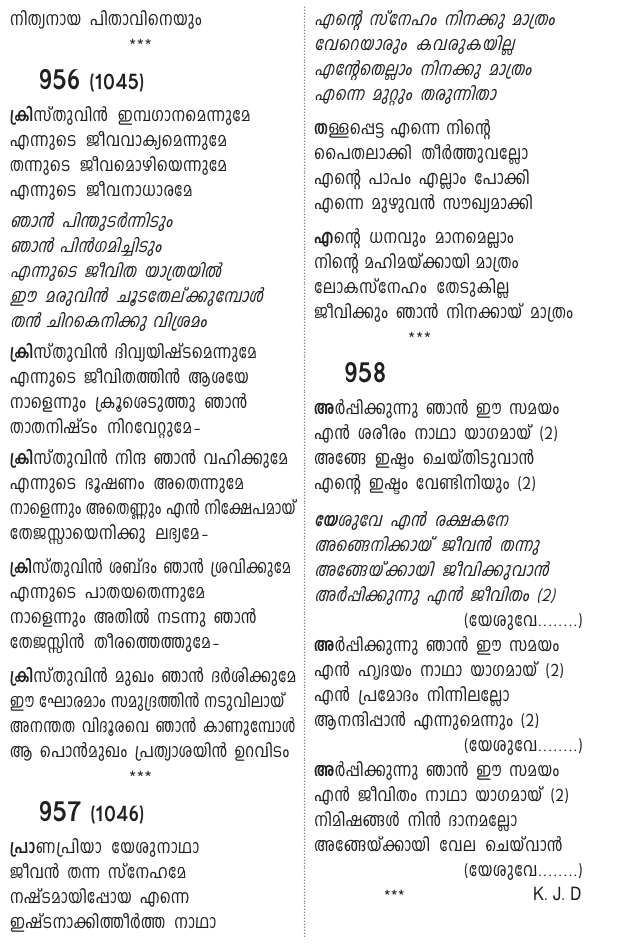 നിത്യനായ പിതാവിനെയും
***
956 (1045)
ക്രിസ്തുവിൻ ഇമ്പഗാനമെന്നുമേ
എന്നുടെ ജീവവാക്യമെന്നുമേ
തന്നുടെ ജീവമൊഴിയെന്നുമേ
എന്നുടെ ജീവനാധാരമേ
ഞാൻ പിന്തുടർന്നിടും
ഞാൻ പിൻഗമിച്ചിടും
എന്നുടെ ജീവിത യാത്രയിൽ
ഈ മരുവിൻ ചൂടതേല്ക്കുമ്പോൾ
തൻ ചിറകെനിക്കു വിശ്രമം
ക്രിസ്തുവിൻ ദിവ്യയിഷ്ടമെന്നുമേ
എന്നുടെ ജീവിതത്തിൻ ആശയേ
നാളെന്നും ക്രൂശെടുത്തു ഞാൻ
താതനിഷ്ടം നിറവേറ്റുമേ-
ക്രിസ്തുവിൻ നിന്ദ ഞാൻ വഹിക്കുമേ
എന്നുടെ ഭൂഷണം അതെന്നുമേ
നാളെന്നും അതെണ്ണും എൻ നിക്ഷേപമായ്
തേജസ്സായെനിക്കു ലഭ്യമേ-
ക്രിസ്തുവിൻ ശബ്ദം ഞാൻ ശ്രവിക്കുമേ
എന്നുടെ പാതയതെന്നുമേ
നാളെന്നും അതിൽ നടന്നു ഞാൻ
തേജസ്സിൻ തീരത്തെത്തുമേ-
ക്രിസ്തുവിൻ മുഖം ഞാൻ ദർശിക്കുമേ
ഈ ഘോരമാം സമുദ്രത്തിൻ നടുവിലായ്
അനന്തത വിദൂരവെ ഞാൻ കാണുമ്പോൾ
ആ പൊൻമുഖം പ്രത്യാശയിൻ ഉറവിടം
***
957 (1046)
പ്രാണപ്രിയാ യേശുനാഥാ
ജീവൻ തന്ന സ്നേഹമേ
നഷ്ടമായിപ്പോയ എന്നെ
ഇഷ്ടനാക്കിത്തീർത്ത നാഥാ
എന്റെ സ്നേഹം നിനക്കു മാത്രം
വേറെയാരും കവരുകയില്ല
എന്റേതെല്ലാം നിനക്കു മാത്രം
എന്നെ മുറ്റും തരുന്നിതാ
തള്ളപ്പെട്ട എന്നെ നിന്റെ
പൈതലാക്കി തീർത്തുവല്ലോ
എന്റെ പാപം എല്ലാം പോക്കി
എന്നെ മുഴുവൻ സൗഖ്യമാക്കി
എന്റെ ധനവും മാനമെല്ലാം
നിന്റെ മഹിമയ്ക്കായി മാത്രം
ലോകസ്നേഹം തേടുകില്ല
ജീവിക്കും ഞാൻ നിനക്കായ് മാത്രം
***
958
അർപ്പിക്കുന്നു ഞാൻ ഈ സമയം
എൻ ശരീരം നാഥാ യാഗമായ് (2)
അങ്ങേ ഇഷ്ടം ചെയ്തിടുവാൻ
എന്റെ ഇഷ്ടം വേണ്ടിനിയും (2)
യേശുവേ എൻ രക്ഷകനേ
അങ്ങെനിക്കായ് ജീവൻ തന്നു
അങ്ങേയ്ക്കായി ജീവിക്കുവാൻ
അർപ്പിക്കുന്നു എൻ ജീവിതം (2)
(യേശുവേ........)
അർപ്പിക്കുന്നു ഞാൻ ഈ സമയം
എൻ ഹൃദയം നാഥാ യാഗമായ് (2)
എൻ പ്രമോദം നിന്നിലല്ലോ
ആനന്ദിപ്പാൻ എന്നുമെന്നും (2)
(യേശുവേ........)
അർപ്പിക്കുന്നു ഞാൻ ഈ സമയം
എൻ ജീവിതം നാഥാ യാഗമായ് (2)
നിമിഷങ്ങൾ നിൻ ദാനമല്ലോ
അങ്ങേയ്ക്കായി വേല ചെയ്‌വാൻ
(യേശുവേ........)
*** K. J. D